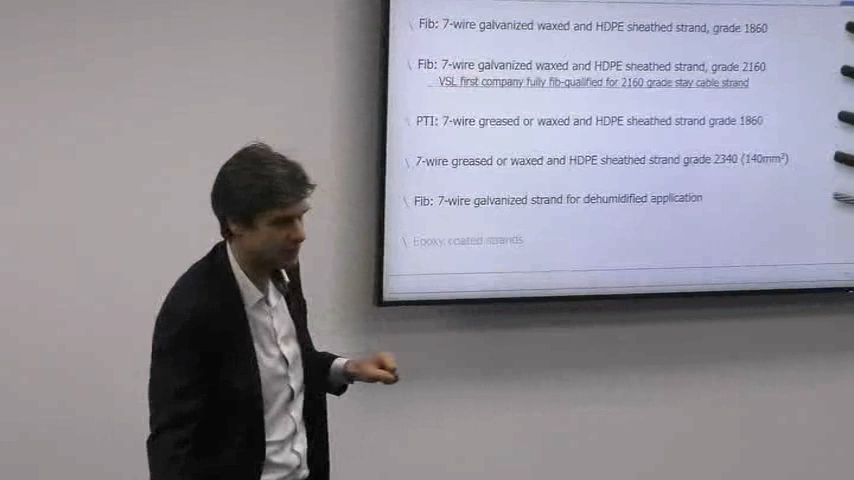 \ Fib: 7-wire galvanized waxed and HDPE sheathed strand, grade 1860
\ Fib: 7-wire galvanized waxed and HDPE sheathed strand, grade 2160
VSL first company fully fib-qualified for 2160 grade stay cable strand
\ PTI: 7-wire greased or waxed and HDPE sheathed strand grade 1860
\ 7-wire greased or waxed and HDPE sheathed strand grade 2340 (140mm²)
\ Fib: 7-wire galvanized strand for dehumidified application
\ Epoxy coated strands